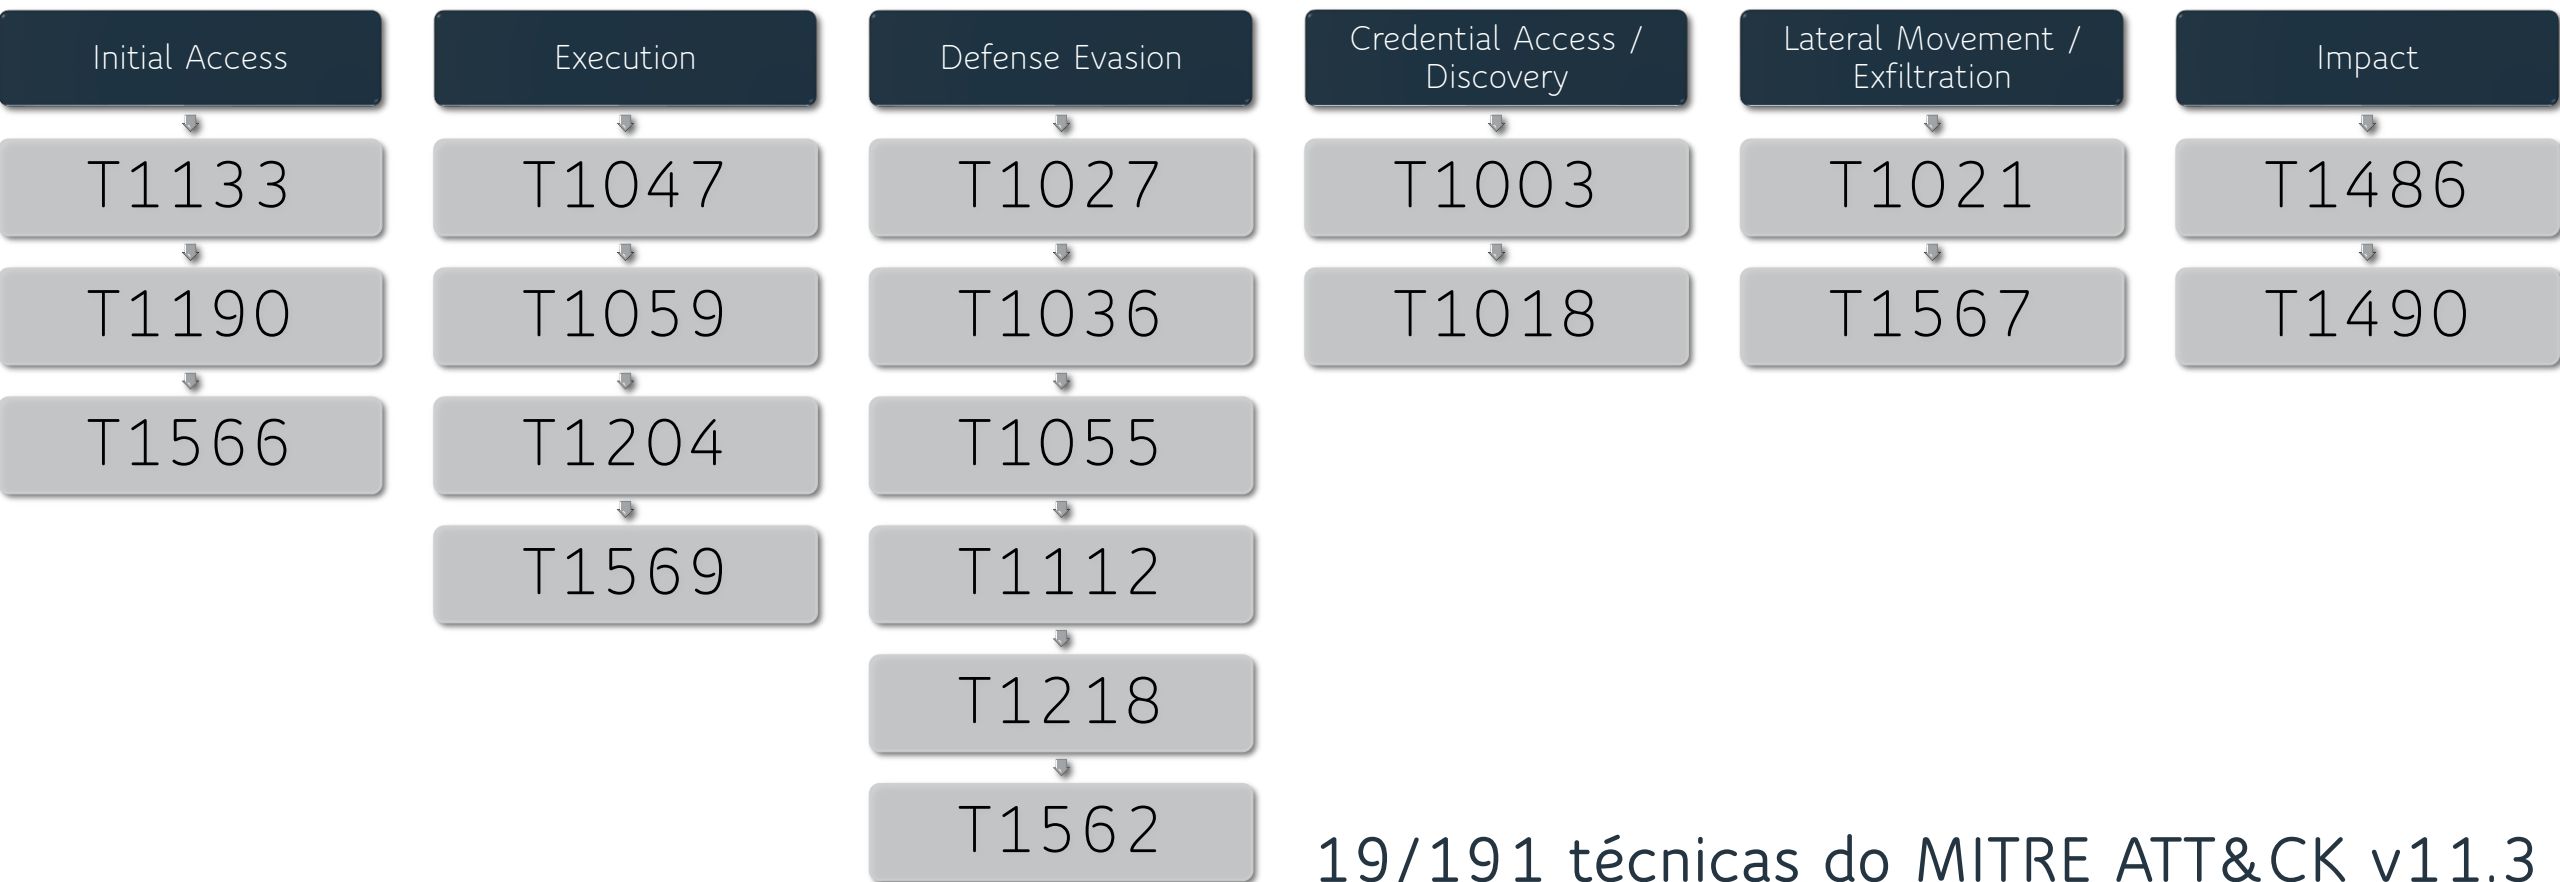 Initial Access
T1133
T1190
T1566
Execution
T1047
T1059
T1204
T1569
Defense Evasion
T1027
T1036
T1055
T1112
T1218
T1562
Credential Access /
Discovery
T1003
T1018
Lateral Movement /
Exfiltration
T1021
T1567
Impact
T1486
T1490
19/191 técnicas do MITRE ATT&CK v11.3